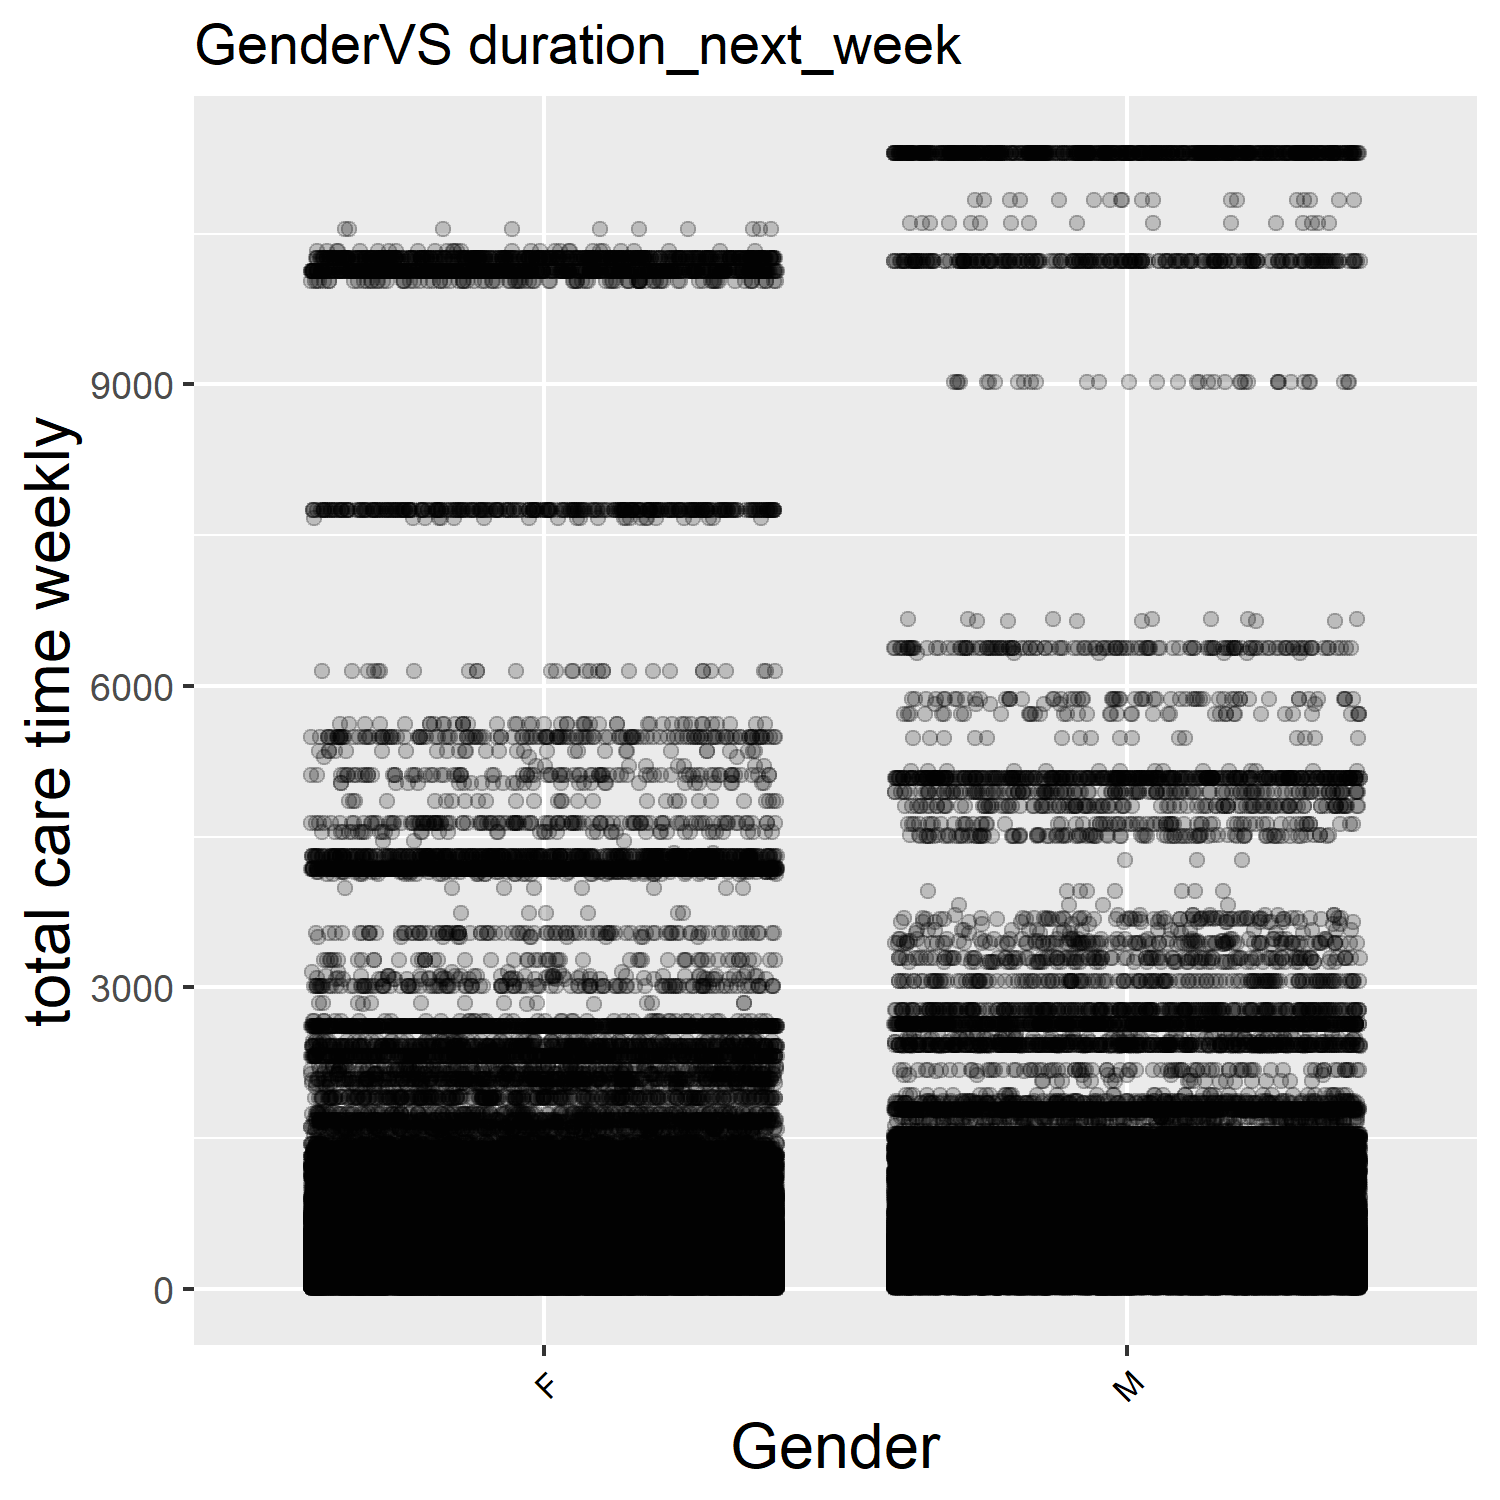 GenderVS duration_next_week
total care time weekly
9000
6000
3000
0
F
M
Gender